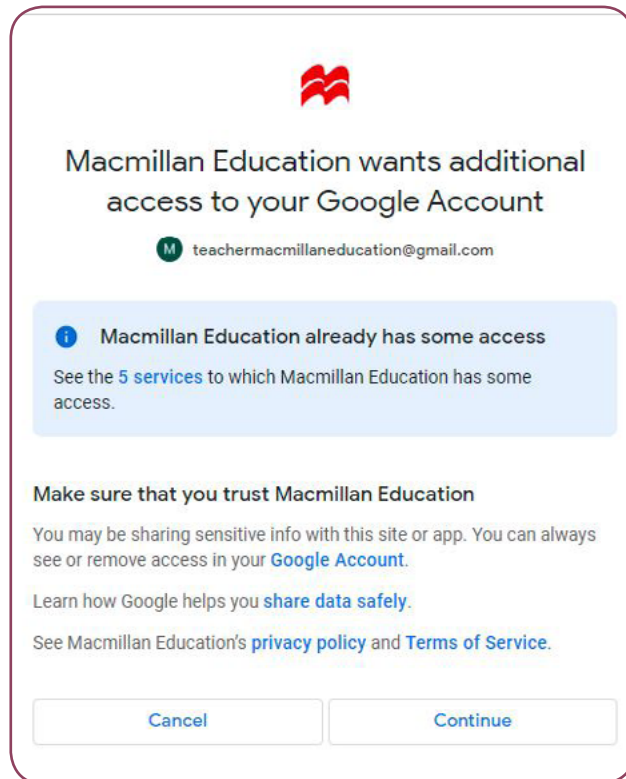 Macmillan Education wants additional
access to your Google Account
M teachermacmillaneducation@gmail.com
Macmillan Education already has some access
See the 5 services to which Macmillan Education has some
access.
Make sure that you trust Macmillan Education
You may be sharing sensitive info with this site or app. You can always
see or remove access in your Google Account.
Learn how Google helps you share data safely.
See Macmillan Education's privacy policy and Terms of Service.
Cancel Continue